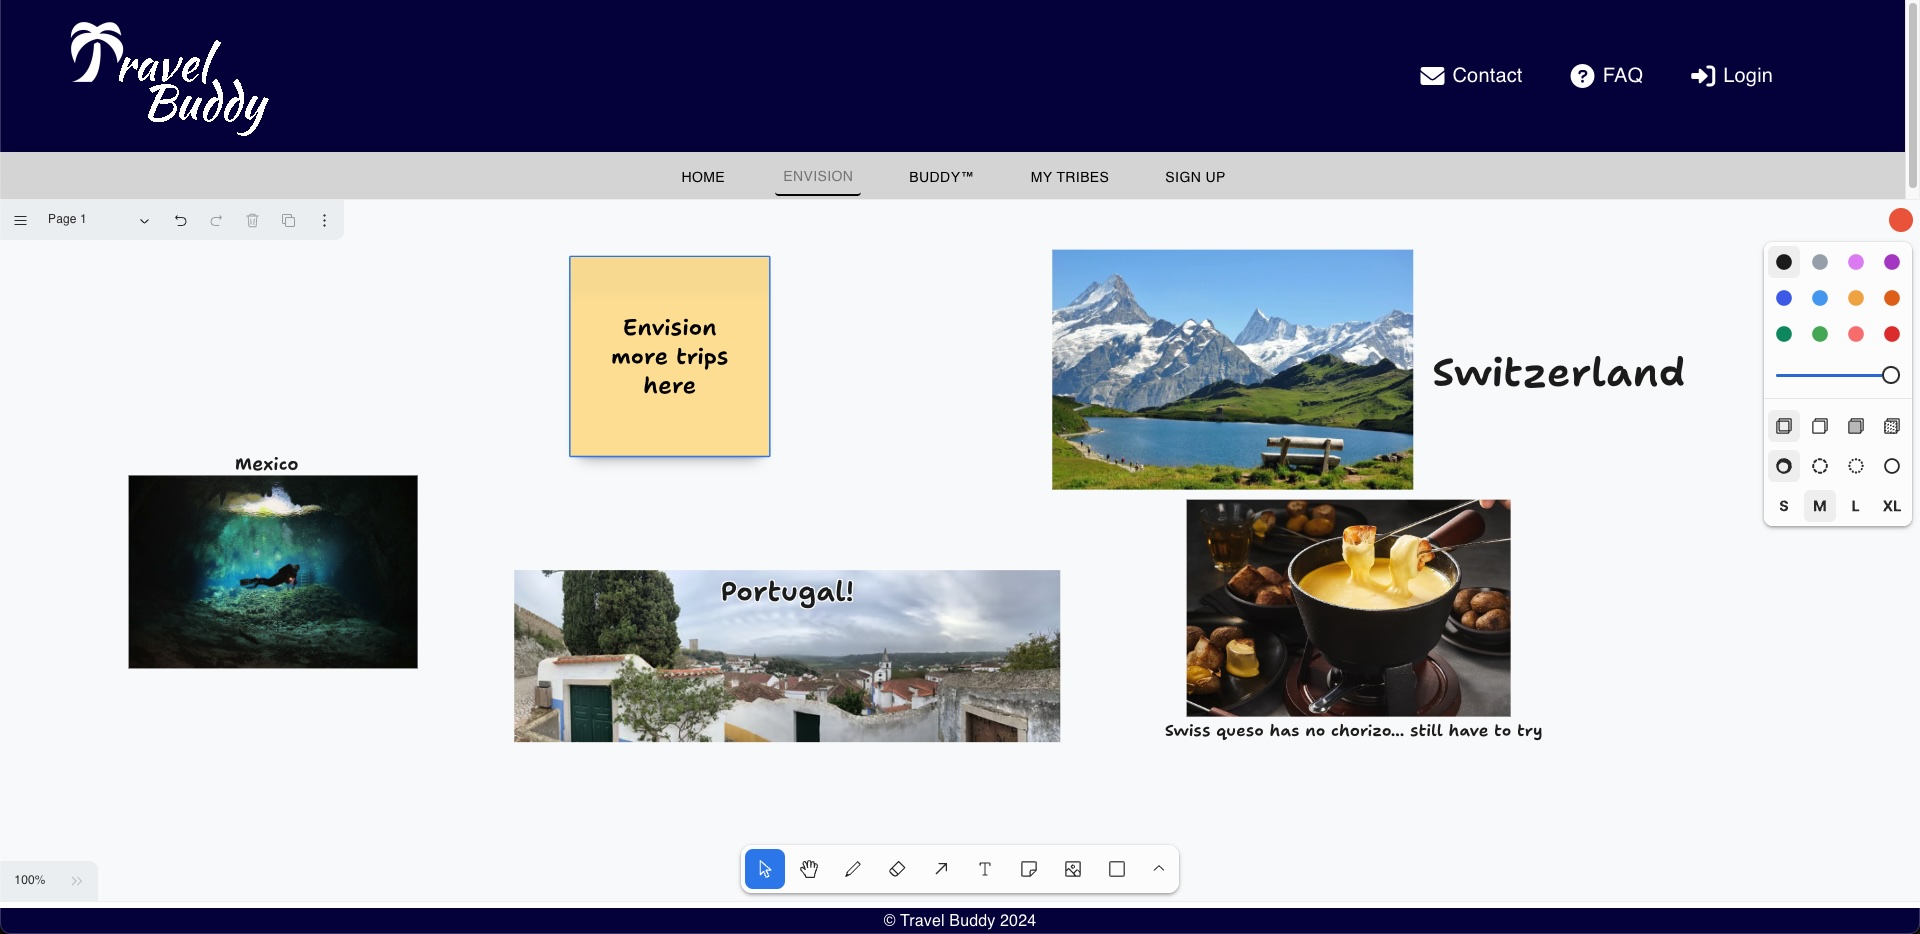 Travel
Buddy
Contact
FAQ
Login
HOME
ENVISION
BUDDY™
MY TRIBES
SIGN UP
Page 1
Envision
more trips
here
Switzerland
Mexico
Portugal!
Swiss queso has no chorizo... still have to try
S
M
L
XL
T
100%
© Travel Buddy 2024